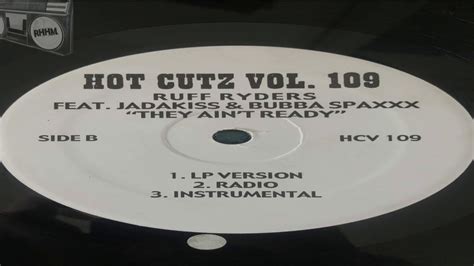 RHHM
HOT CUTZ VOL. 109
RUFF RYDERS
FEAT. JADAKISS & BUBBA SPAXXX
"THEY AIN'T READY"
SIDE B
HCV 109
1. LP VERSION
2. RADIO
3. INSTRUMENTAL